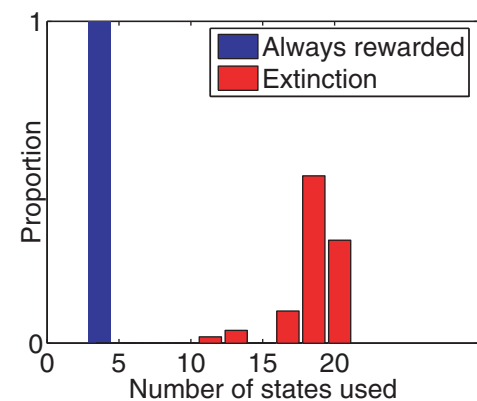 1
Always rewarded
Extinction
Proportion
0
0 5 10 15 20
Number of states used